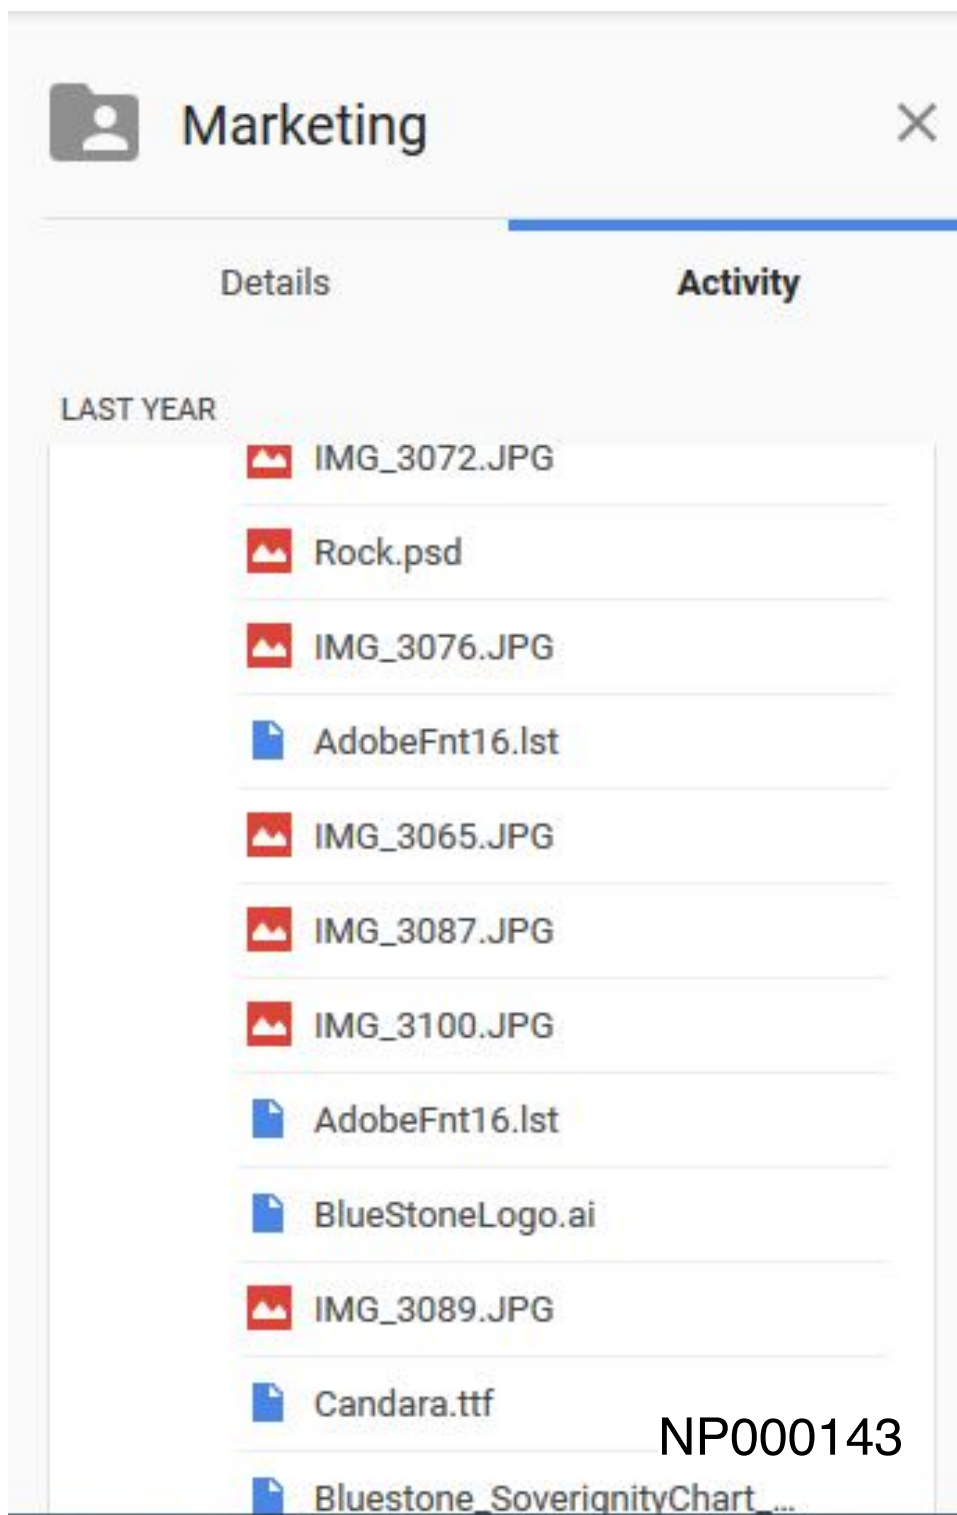 Marketing
Details Activity
LAST YEAR
IMG_3072.JPG
Rock.psd
IMG_3076.JPG
AdobeFnt16.lst
IMG_3065.JPG
IMG_3087.JPG
IMG_3100.JPG
AdobeFnt16.lst
BlueStoneLogo.ai
IMG_3089.JPG
Candara.ttf
NP000143
Bluestone_SoverignityChart_...